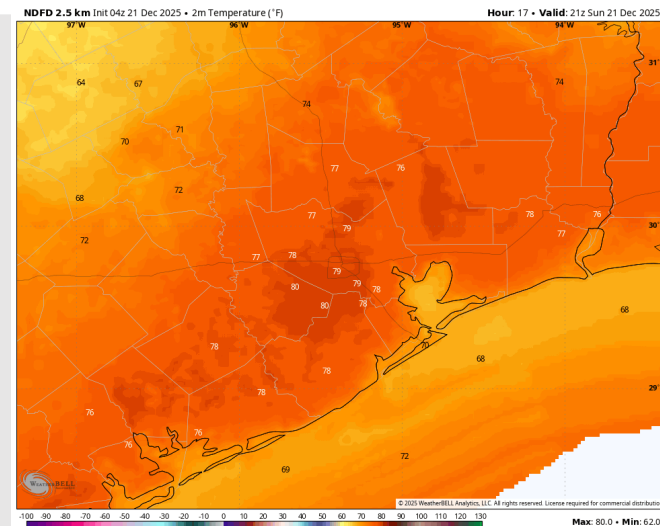 NDFD 2.5 km Init 04z 21 Dec 2025 • 2m Temperature (°F) Hour: 17 • Valid: 21z Sun 21 Dec 2025
97°W 96°W 95°W 94°W
31°
64 67 74 74
71
70
77 76
72
68
77 78 76
79 77 30°
72
77 78
79
80 79 78
80 78
68
78 70
68
78 29°
78
76
76 76
72
69
WeatherBELL
© 2025 WeatherBELL Analytics, LLC. All rights reserved. License required for commercial distributio
-100 -90 -80 -70 -60 -50 -40 -30 -20 -10 0 10 20 30 40 50 60 70 80 90 100 110 120 130
Max: 80.0 • Min: 62.0